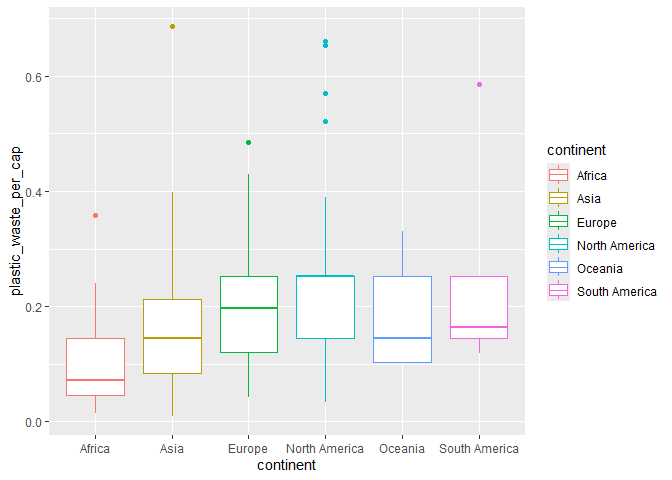 0.6
0.4
0.2
0.0
plastic_waste_per_cap
Africa
Asia
Europe
North America
Oceania
South America
continent
continent
Africa
Asia
Europe
North America
Oceania
South America